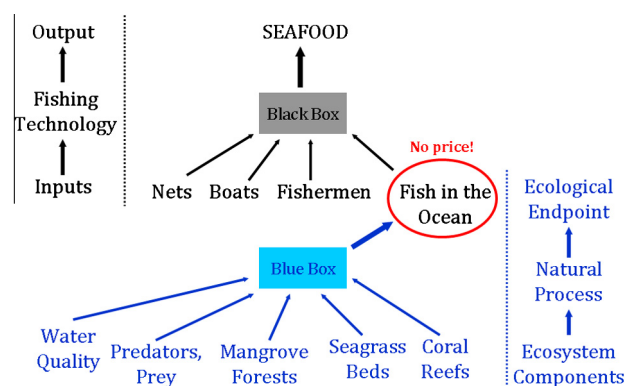 Output
SEAFOOD
Fishing
Technology
Black Box
No price!
Inputs
Nets
Boats
Fishermen
Fish in the
Ocean
Ecological
Endpoint
Blue Box
Natural
Process
Water
Quality
Predators,
Prey
Mangrove
Forests
Seagrass
Beds
Coral
Reefs
Ecosystem
Components